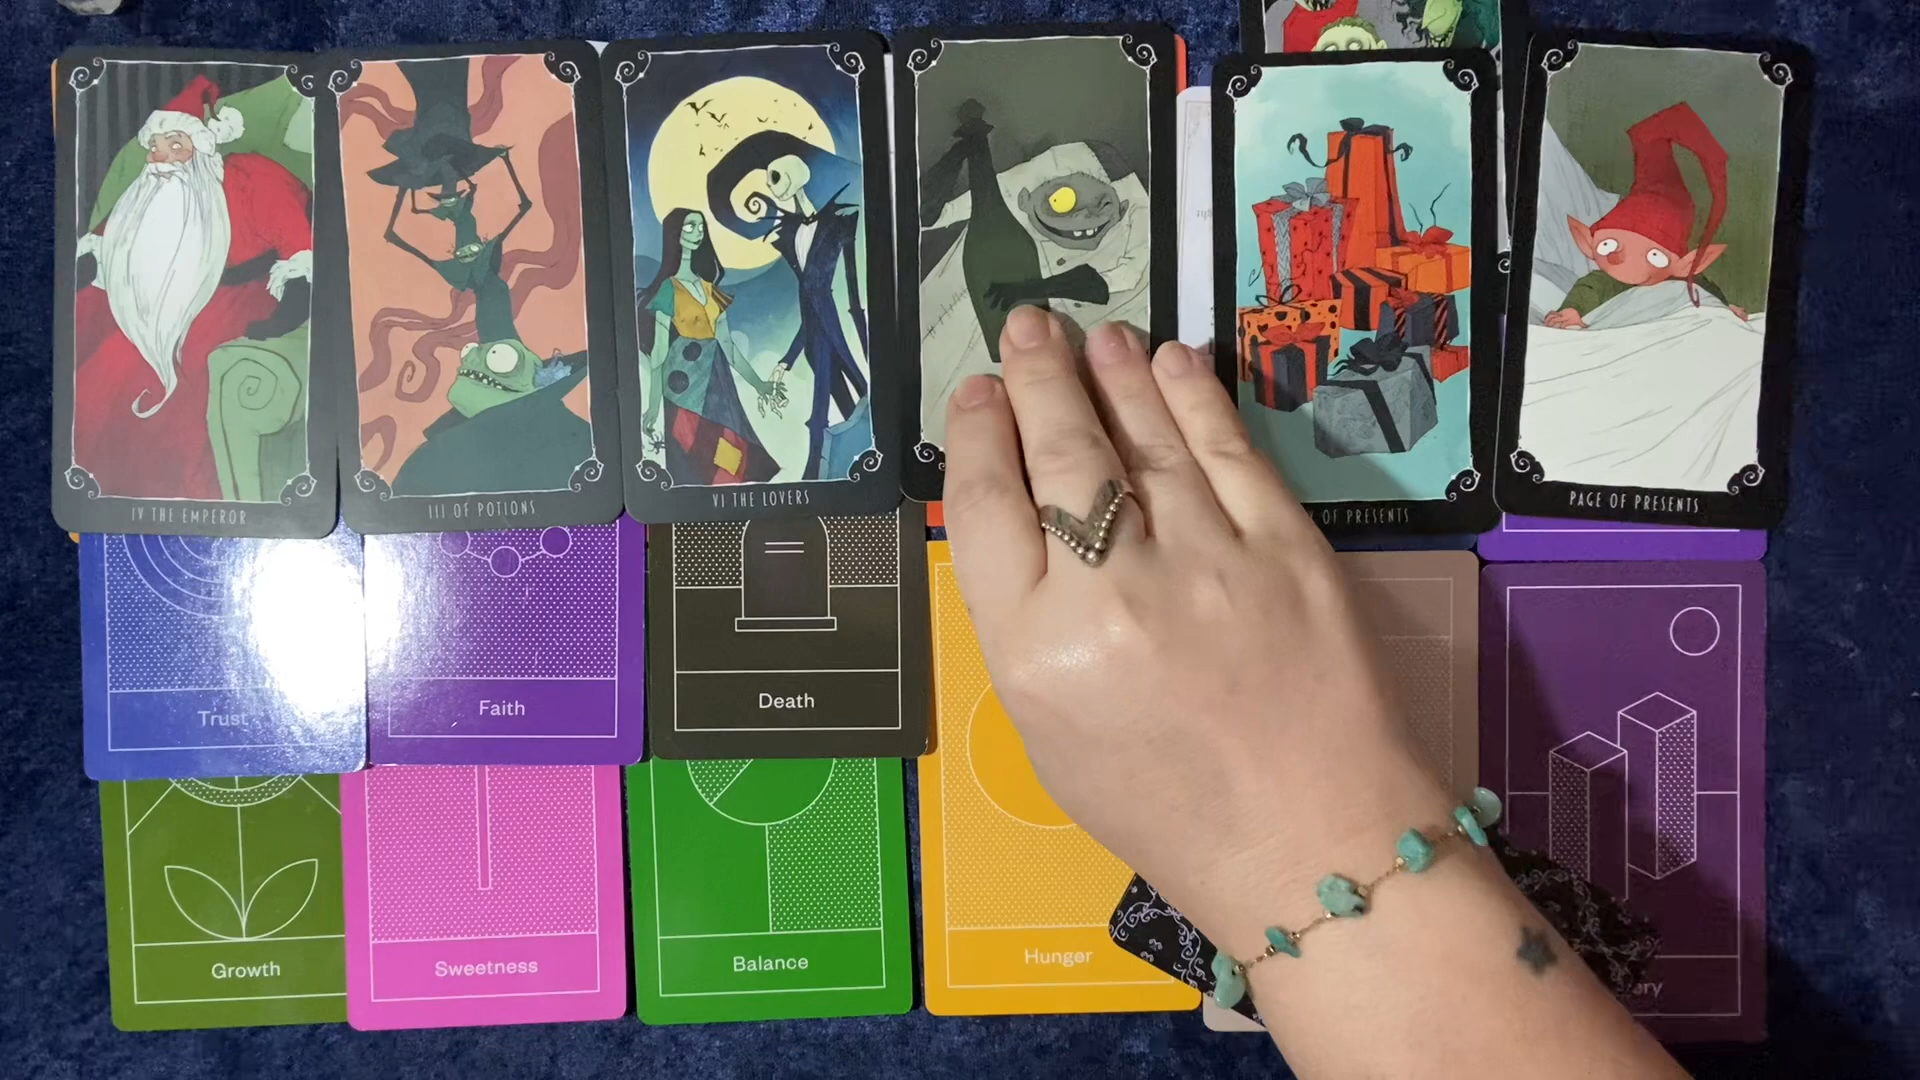 IV THE EMPEROR
III OF POTIONS
VI THE LOVERS
OF PRESENTS
PAGE OF PRESENTS
Trust
Faith
Death
Growth
Sweetness
Balance
Hunger